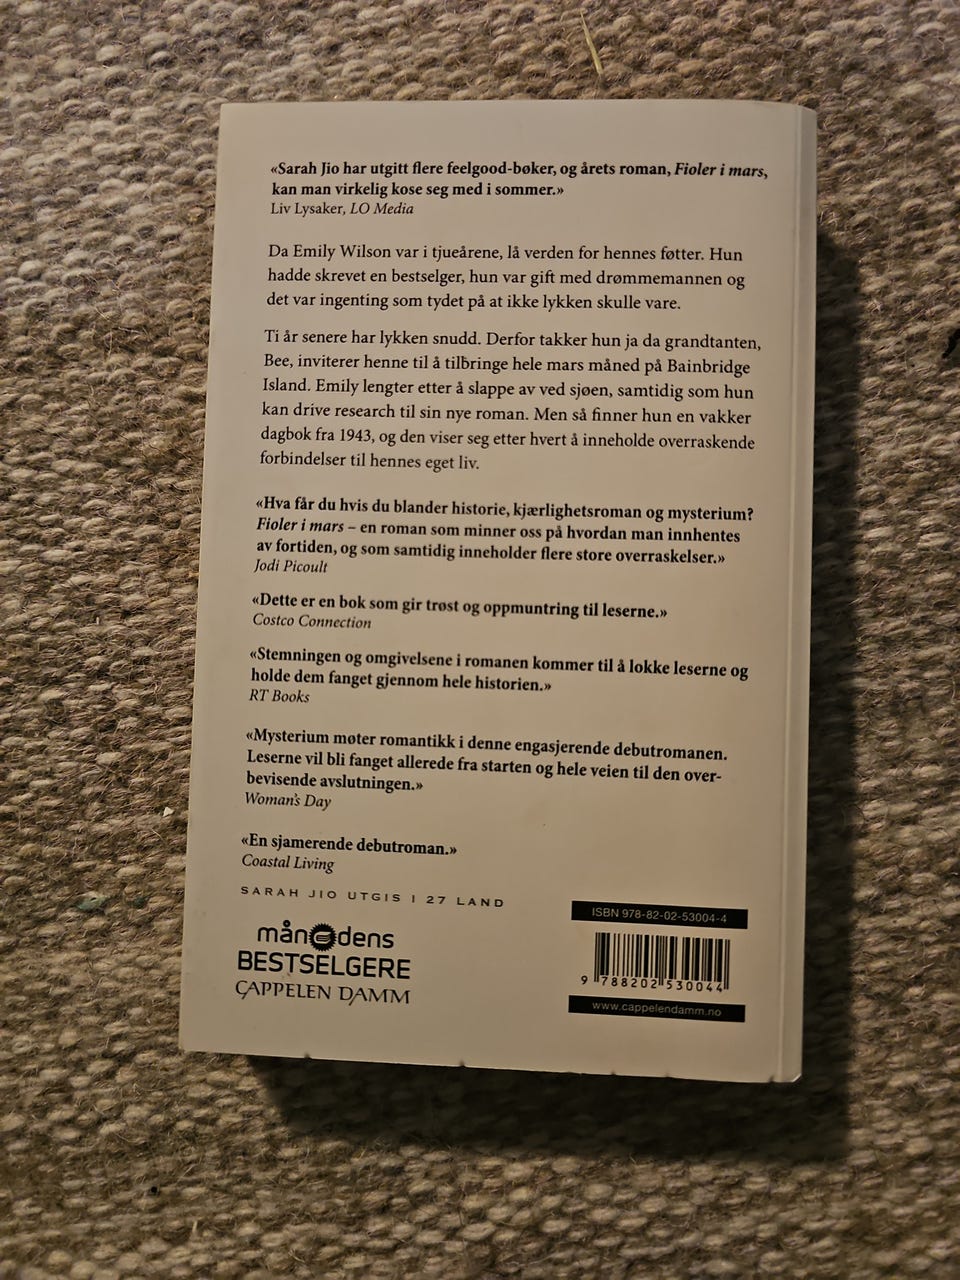 «Sarah Jio har utgitt flere feelgood-bøker, og årets roman, Fioler i mars,
kan man virkelig kose seg med i sommer.»
Liv Lysaker, LO Media
Da Emily Wilson var i tjueårene, lå verden for hennes føtter. Hun
hadde skrevet en bestselger, hun var gift med drømmemannen og
det var ingenting som tydet på at ikke lykken skulle vare.
Ti år senere har lykken snudd. Derfor takker hun ja da grandtanten,
Bee, inviterer henne til å tilbringe hele mars måned på Bainbridge
Island. Emily lengter etter å slappe av ved sjøen, samtidig som hun
kan drive research til sin nye roman. Men så finner hun en vakker
dagbok fra 1943, og den viser seg etter hvert å inneholde overraskende
forbindelser til hennes eget liv.
«Hva får du hvis du blander historie, kjærlighetsroman og mysterium?
Fioler i mars – en roman som minner oss på hvordan man innhentes
av fortiden, og som samtidig inneholder flere store overraskelser.»
Jodi Picoult
«Dette er en bok som gir trøst og oppmuntring til leserne.»
Costco Connection
«Stemningen og omgivelsene i romanen kommer til å lokke leserne og
holde dem fanget gjennom hele historien.»
RT Books
«Mysterium møter romantikk i denne engasjerende debutromanen.
Leserne vil bli fanget allerede fra starten og hele veien til den over-
bevisende avslutningen.»
Woman's Day
«En sjamerende debutroman.»
Coastal Living
SARAH JIO UTGIS I 27 LAND
månedens
BESTSELGERE
CAPPELEN DAMM
ISBN 978-82-02-53004-4
9 788202 530044
www.cappelendamm.no